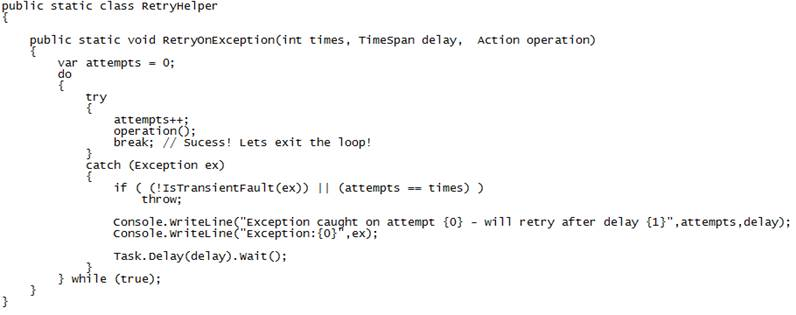 public static class RetryHelper
{
    public static void RetryOnException(int times, TimeSpan delay,  Action operation)
    {
        var attempts = 0;
        do
        {
            try
            {
                attempts++;
                operation();
                break; // Sucess! Lets exit the loop!
            }
            catch (Exception ex)
            {
                if ( (!IsTransientFault(ex)) || (attempts == times) )
                    throw;
                Console.WriteLine("Exception caught on attempt {0} - will retry after delay {1}",attempts,delay);
                Console.WriteLine("Exception:{0}",ex);
                Task.Delay(delay).Wait();
            }
        } while (true);
    }
}